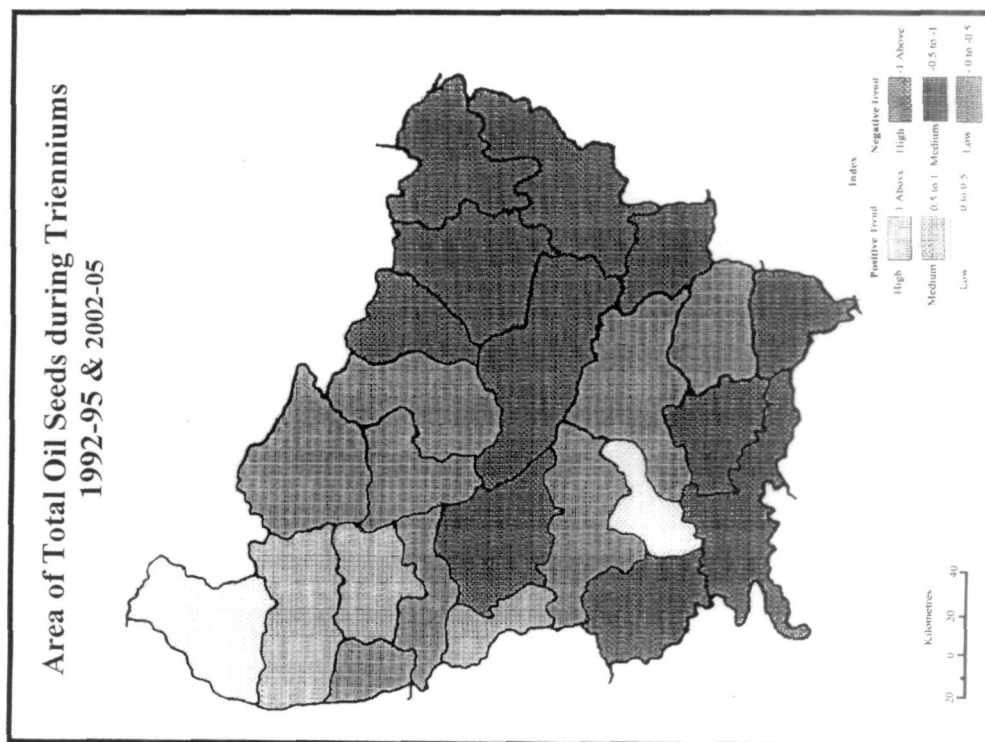 Area of Total Oil Seeds during Trienniums
1992-95 & 2002-05
Index
Positive Trend Negative Trend
High 1 Above High -1 Above
Medium 0.5 to 1 Medium -0.5 to -1
Low 0 to 0.5 Low - 0 to -0.5
Kilometres
20 0 20 40